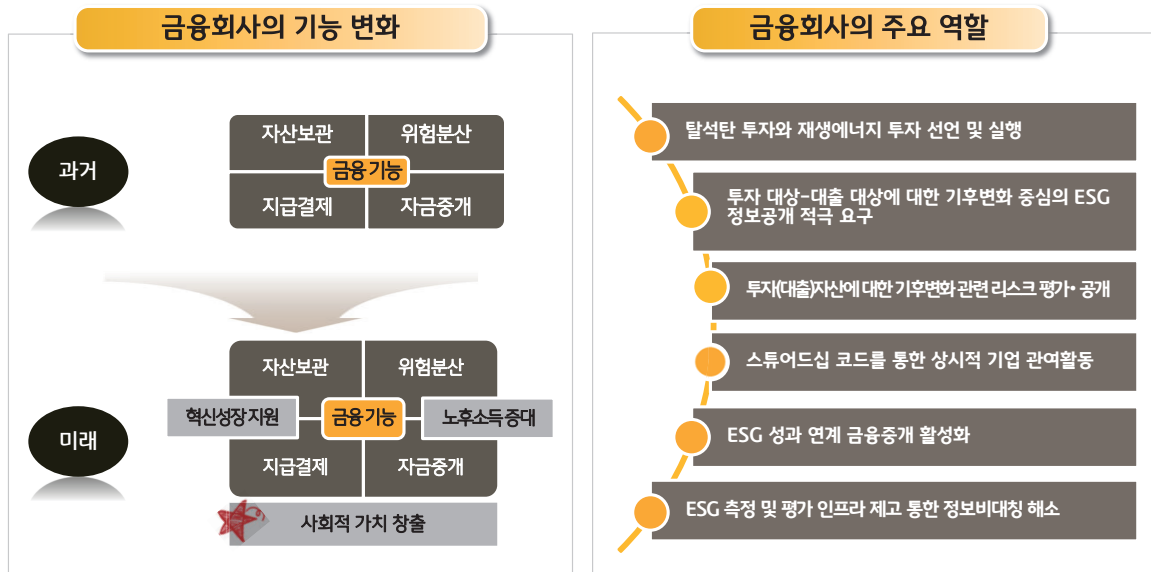 금융회사의 기능 변화
과거
자산보관
위험분산
금융 기능
지급결제
자금중개
미래
자산보관
위험분산
혁신성장 지원
금융 기능
노후소득 증대
지급결제
자금중개
사회적 가치 창출
금융회사의 주요 역할
탈석탄 투자와 재생에너지 투자 선언 및 실행
투자 대상-대출 대상에 대한 기후변화 중심의 ESG
정보공개 적극 요구
투자(대출)자산에 대한 기후변화 관련 리스크 평가• 공개
스튜어드십 코드를 통한 상시적 기업 관여활동
ESG 성과 연계 금융중개 활성화
ESG 측정 및 평가 인프라 제고 통한 정보비대칭 해소